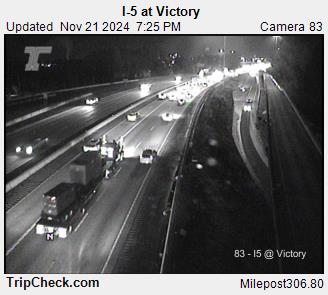 I-5 at Victory
Updated Nov 21 2024 7:25 PM Camera 83
T
N
83 - I5 @ Victory
TripCheck.com Milepost306.80